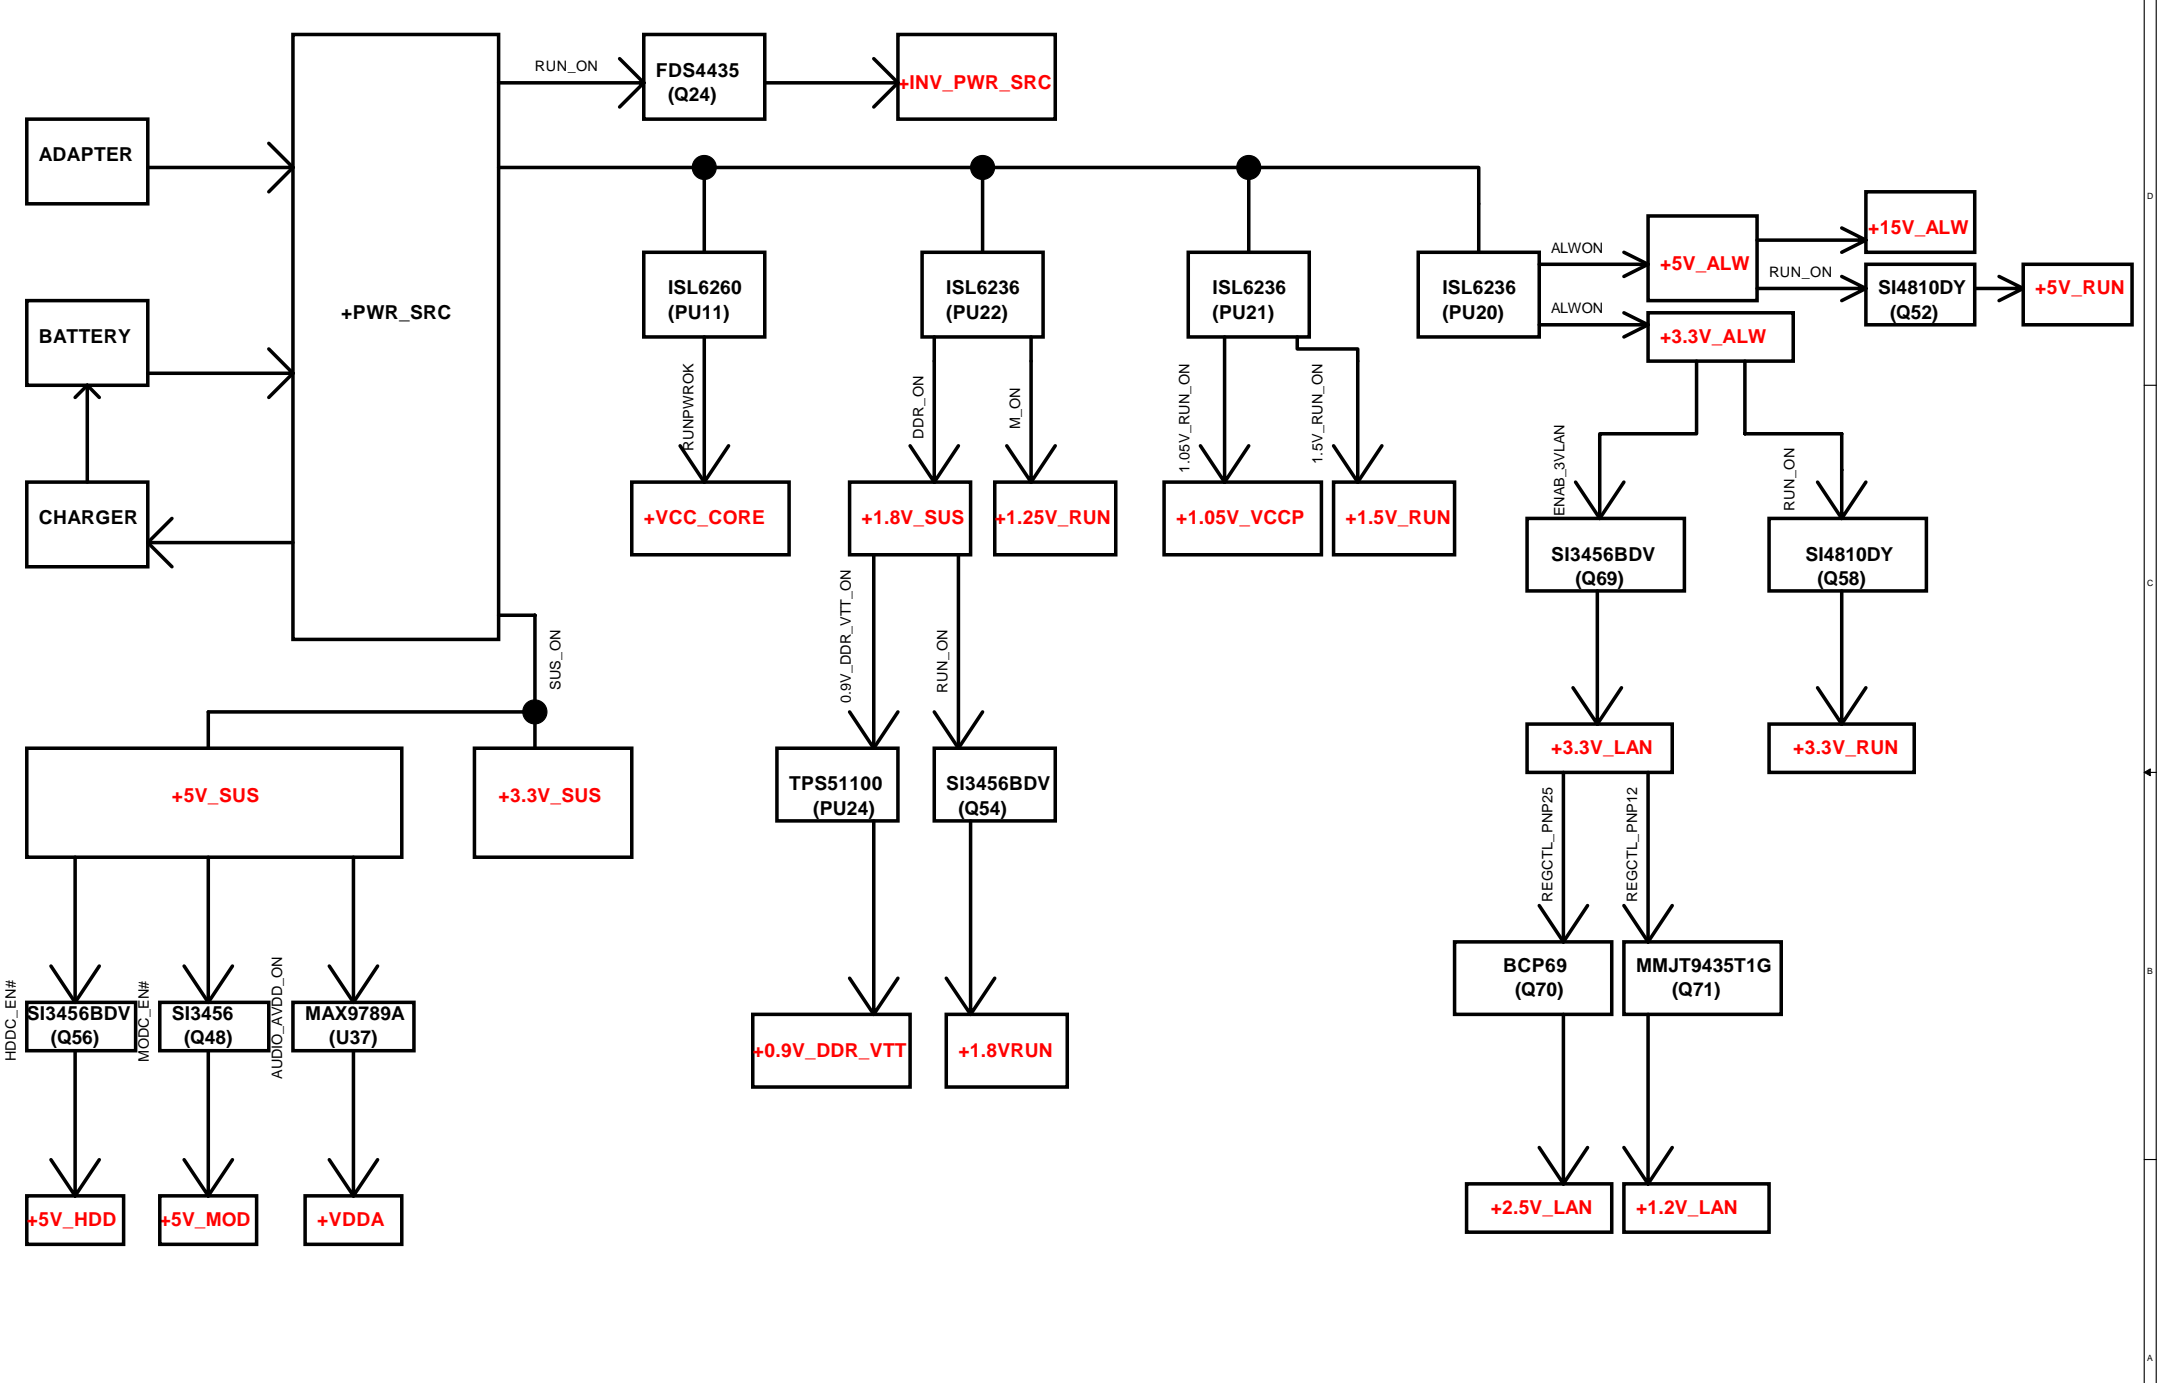 RUN_ON
FDS4435
(Q24)
+INV_PWR_SRC
ADAPTER
D
+15V_ALW
ALWON
+5V_ALW
RUN_ON
ISL6260
(PU11)
ISL6236
(PU22)
ISL6236
(PU21)
ISL6236
(PU20)
SI4810DY
(Q52)
+5V_RUN
+PWR_SRC
ALWON
BATTERY
+3.3V_ALW
RUNPWROK
DDR_ON
M_ON
1.05V_RUN_ON
1.5V_RUN_ON
ENAB_3VLAN
RUN_ON
CHARGER
+VCC_CORE
+1.8V_SUS
+1.25V_RUN
+1.05V_VCCP
+1.5V_RUN
SI3456BDV
(Q69)
SI4810DY
(Q58)
C
SUS_ON
0.9V_DDR_VTT_ON
RUN_ON
+3.3V_LAN
+3.3V_RUN
+5V_SUS
+3.3V_SUS
TPS51100
(PU24)
SI3456BDV
(Q54)
REGCTL_PNP25
REGCTL_PNP12
BCP69
(Q70)
MMJT9435T1G
(Q71)
B
HDDC_EN#
SI3456BDV
(Q56)
MODC_EN#
SI3456
(Q48)
AUDIO_AVDD_ON
MAX9789A
(U37)
+0.9V_DDR_VTT
+1.8VRUN
+5V_HDD
+5V_MOD
+VDDA
+2.5V_LAN
+1.2V_LAN
A